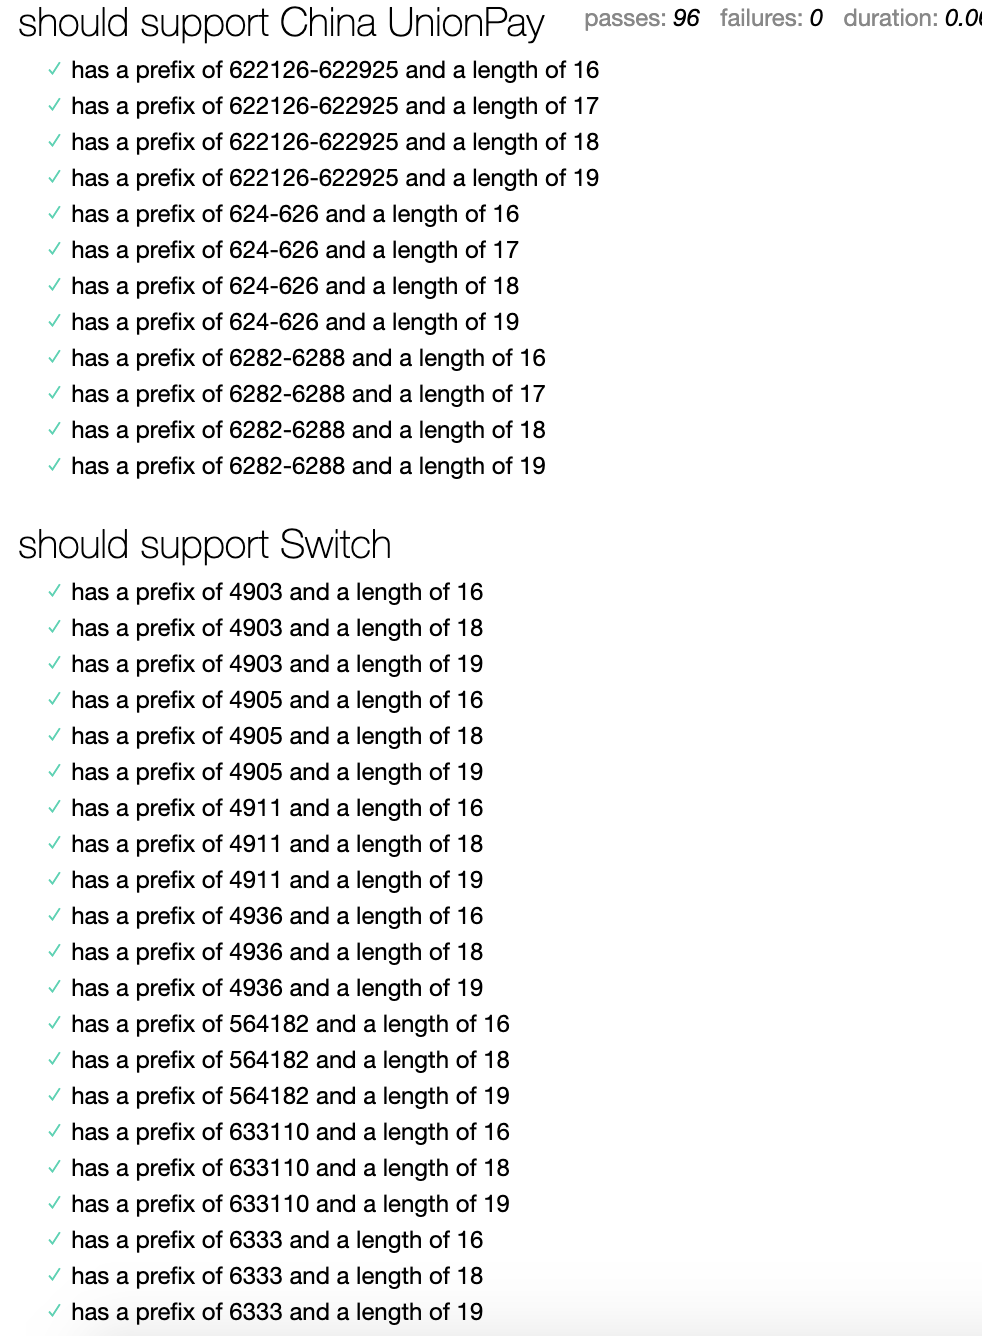 should support China UnionPay
passes: 96 failures: 0 duration:
✓ has a prefix of 622126-622925 and a length of 16
✓ has a prefix of 622126-622925 and a length of 17
✓ has a prefix of 622126-622925 and a length of 18
✓ has a prefix of 622126-622925 and a length of 19
✓ has a prefix of 624-626 and a length of 16
✓ has a prefix of 624-626 and a length of 17
✓ has a prefix of 624-626 and a length of 18
✓ has a prefix of 624-626 and a length of 19
✓ has a prefix of 6282-6288 and a length of 16
✓ has a prefix of 6282-6288 and a length of 17
✓ has a prefix of 6282-6288 and a length of 18
✓ has a prefix of 6282-6288 and a length of 19
should support Switch
✓ has a prefix of 4903 and a length of 16
✓ has a prefix of 4903 and a length of 18
✓ has a prefix of 4903 and a length of 19
✓ has a prefix of 4905 and a length of 16
✓ has a prefix of 4905 and a length of 18
✓ has a prefix of 4905 and a length of 19
✓ has a prefix of 4911 and a length of 16
✓ has a prefix of 4911 and a length of 18
✓ has a prefix of 4911 and a length of 19
✓ has a prefix of 4936 and a length of 16
✓ has a prefix of 4936 and a length of 18
✓ has a prefix of 4936 and a length of 19
✓ has a prefix of 564182 and a length of 16
✓ has a prefix of 564182 and a length of 18
✓ has a prefix of 564182 and a length of 19
✓ has a prefix of 633110 and a length of 16
✓ has a prefix of 633110 and a length of 18
✓ has a prefix of 633110 and a length of 19
✓ has a prefix of 6333 and a length of 16
✓ has a prefix of 6333 and a length of 18
✓ has a prefix of 6333 and a length of 19